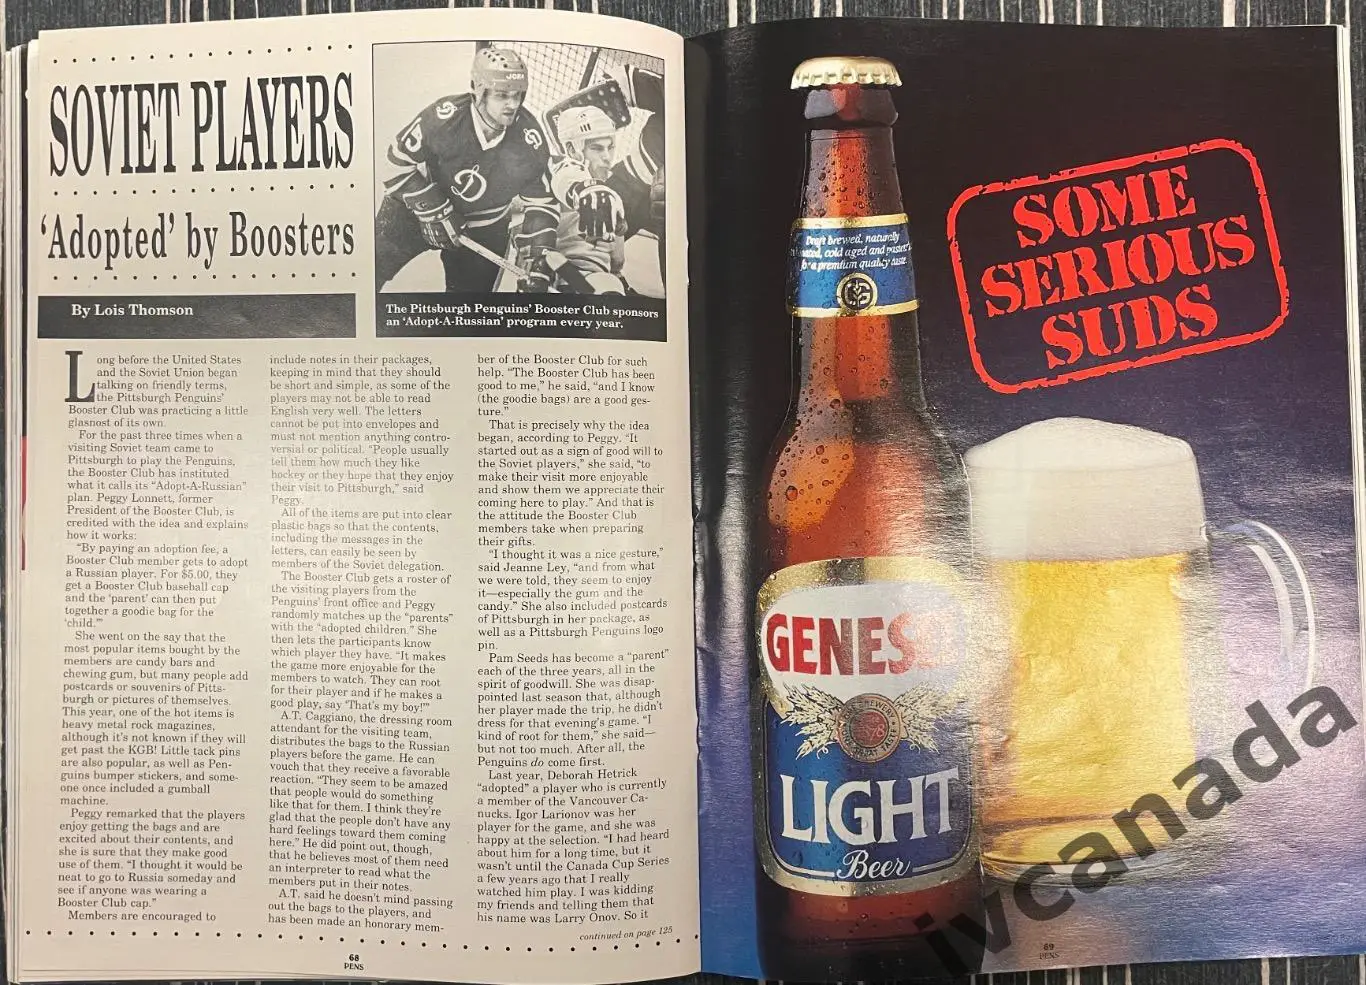 SOVIET PLAYERS
'Adopted' by Boosters
By Lois Thomson
The Pittsburgh Penguins' Booster Club sponsors
an 'Adopt-A-Russian' program every year.
Long before the United States
and the Soviet Union began
talking on friendly terms,
the Pittsburgh Penguins'
Booster Club was practicing a little
glasnost of its own.
For the past three times when a
visiting Soviet team came to
Pittsburgh to play the Penguins,
the Booster Club has instituted
what it calls its "Adopt-A-Russian"
plan. Peggy Lonnett, former
President of the Booster Club, is
credited with the idea and explains
how it works:
"By paying an adoption fee, a
Booster Club member gets to adopt
a Russian player. For $5.00, they
get a Booster Club baseball cap
and the 'parent' can then put
together a goodie bag for the
'child.'"
She went on the say that the
most popular items bought by the
members are candy bars and
chewing gum, but many people add
postcards or souvenirs of Pitts-
burgh or pictures of themselves.
This year, one of the hot items is
heavy metal rock magazines,
although it's not known if they will
get past the KGB! Little tack pins
are also popular, as well as Pen-
guins bumper stickers, and some-
one once included a gumball
machine.
Peggy remarked that the players
enjoy getting the bags and are
excited about their contents, and
she is sure that they make good
use of them. "I thought it would be
neat to go to Russia someday and
see if anyone was wearing a
Booster Club cap."
Members are encouraged to
include notes in their packages,
keeping in mind that they should
be short and simple, as some of the
players may not be able to read
English very well. The letters
cannot be put into envelopes and
must not mention anything contro-
versial or political. "People usually
tell them how much they like
hockey or they hope that they enjoy
their visit to Pittsburgh," said
Peggy.
All of the items are put into clear
plastic bags so that the contents,
including the messages in the
letters, can easily be seen by
members of the Soviet delegation.
The Booster Club gets a roster of
the visiting players from the
Penguins' front office and Peggy
randomly matches up the "parents"
with the "adopted children." She
then lets the participants know
which player they have. "It makes
the game more enjoyable for the
members to watch. They can root
for their player and if he makes a
good play, say 'That's my boy!'"
A.T. Caggiano, the dressing room
attendant for the visiting team,
distributes the bags to the Russian
players before the game. He can
vouch that they receive a favorable
reaction. "They seem to be amazed
that people would do something
like that for them. I think they're
glad that the people don't have any
hard feelings toward them coming
here." He did point out, though,
that he believes most of them need
an interpreter to read what the
members put in their notes.
A.T. said he doesn't mind passing
out the bags to the players, and
has been made an honorary mem-
ber of the Booster Club for such
help. "The Booster Club has been
good to me," he said, "and I know
(the goodie bags) are a good ges-
ture."
That is precisely why the idea
began, according to Peggy. "It
started out as a sign of good will to
the Soviet players," she said, "to
make their visit more enjoyable
and show them we appreciate their
coming here to play." And that is
the attitude the Booster Club
members take when preparing
their gifts.
"I thought it was a nice gesture,"
said Jeanne Ley, "and from what
we were told, they seem to enjoy
it—especially the gum and the
candy." She also included postcards
of Pittsburgh in her package, as
well as a Pittsburgh Penguins logo
pin.
Pam Seeds has become a "parent"
each of the three years, all in the
spirit of goodwill. She was disap-
pointed last season that, although
her player made the trip, he didn't
dress for that evening's game. "I
kind of root for them," she said—
but not too much. After all, the
Penguins do come first.
Last year, Deborah Hetrick
"adopted" a player who is currently
a member of the Vancouver Ca-
nucks. Igor Larionov was her
player for the game, and she was
happy at the selection. "I had heard
about him for a long time, but it
wasn't until the Canada Cup Series
a few years ago that I really
watched him play. I was kidding
my friends and telling them that
his name was Larry Onov. So it
continued on page 125
68
PENS
SOME
SERIOUS
SUDS
Draft brewed, naturally
cold aged and
for a premium quality taste.
GENES
LIGHT
Beer
69
PENS
ivcanada